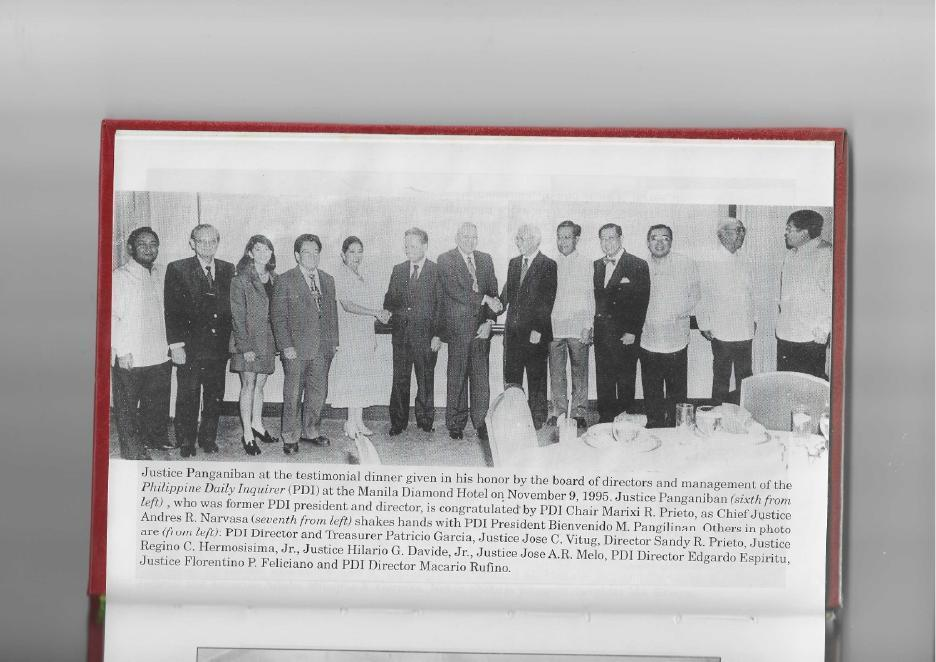 Justice Panganiban at the testimonial dinner given in his honor by the board of directors and management of the
Philippine Daily Inquirer (PDI) at the Manila Diamond Hotel on November 9, 1995. Justice Panganiban (sixth from
left) , who was former PDI president and director, is congratulated by PDI Chair Marixi R. Prieto, as Chief Justice
Andres R. Narvasa (seventh from left) shakes hands with PDI President Bienvenido M. Pangilinan. Others in photo
are (from left): PDI Director and Treasurer Patricio Garcia, Justice Jose C. Vitug, Director Sandy R. Prieto, Justice
Regino C. Hermosisima, Jr., Justice Hilario G. Davide, Jr., Justice Jose A.R. Melo, PDI Director Edgardo Espiritu,
Justice Florentino P. Feliciano and PDI Director Macario Rufino.